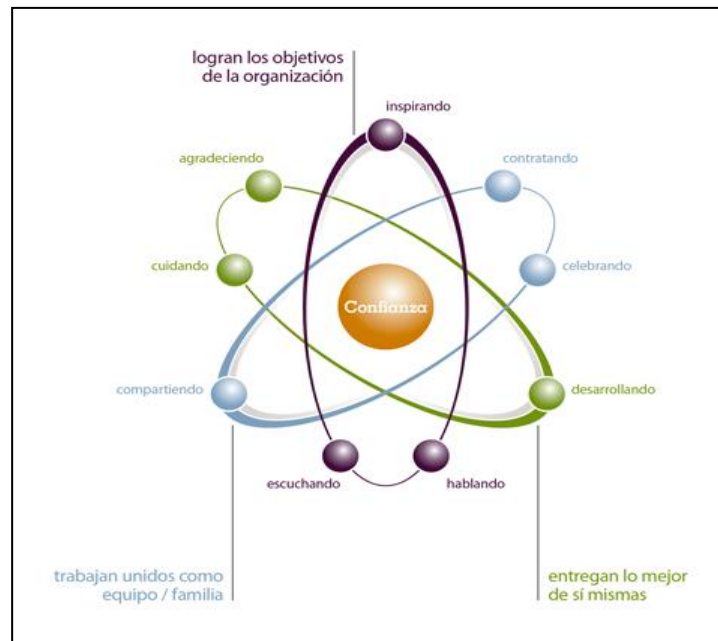 logran los objetivos
de la organización
inspirando
agradeciendo
contratando
cuidando
celebrando
Confianza
compartiendo
desarrollando
escuchando
hablando
trabajan unidos como
equipo / familia
entregan lo mejor
de sí mismas